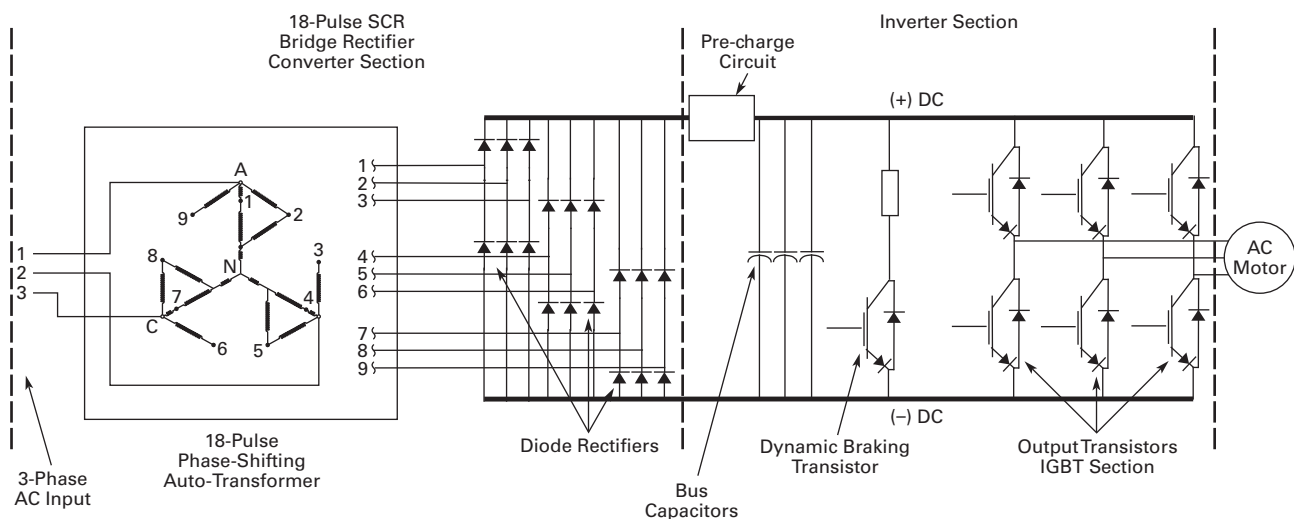 18-Pulse SCR
Bridge Rectifier
Converter Section
Inverter Section
Pre-charge
Circuit
(+) DC
A
1
2
9
8
N
3
7
4
C
6
5
1
2
3
1
2
3
4
5
6
7
8
9
AC
Motor
(–) DC
3-Phase
AC Input
18-Pulse
Phase-Shifting
Auto-Transformer
Diode Rectifiers
Bus
Capacitors
Dynamic Braking
Transistor
Output Transistors
IGBT Section